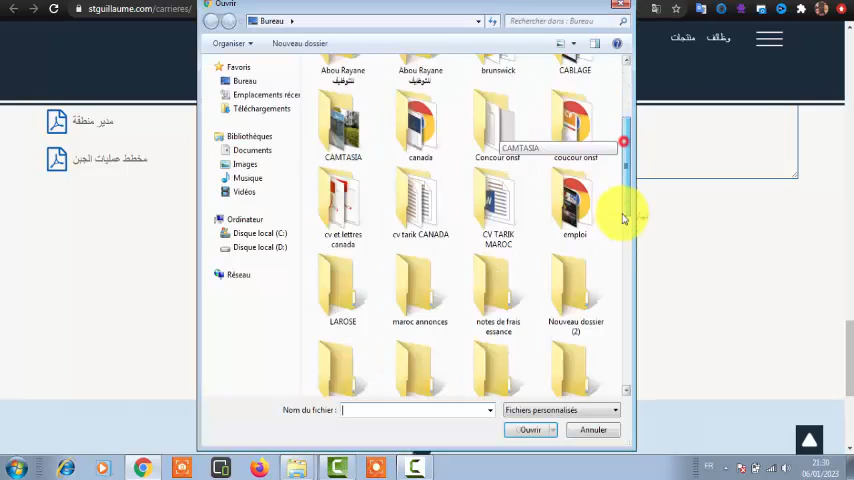 Ouvrir
stguillaume.com/carrieres/
Bureau
Rechercher dans : Bureau
Organiser
Nouveau dossier
وظائف
منتجات
Favoris
Bureau
Emplacements récen
Téléchargements
Bibliothèques
Documents
Images
Musique
Vidéos
Ordinateur
Disque local (C:)
Disque local (D:)
Réseau
Abou Rayane
للتوظيف
Abou Rayane
للتوظيف
brunswick
CABLAGE
CAMTASIA
canada
Concour onsf
coucour onsf
CAMTASIA
cv et lettres
canada
cv tarik CANADA
CV TARIK
MAROC
emploi
LAROSE
maroc annonces
notes de frais
essance
Nouveau dossier
(2)
مدير منطقة
مخطط عمليات الجبن
Nom du fichier :
Fichiers personnalisés
Ouvrir
Annuler
FR
21:30
06/01/2023